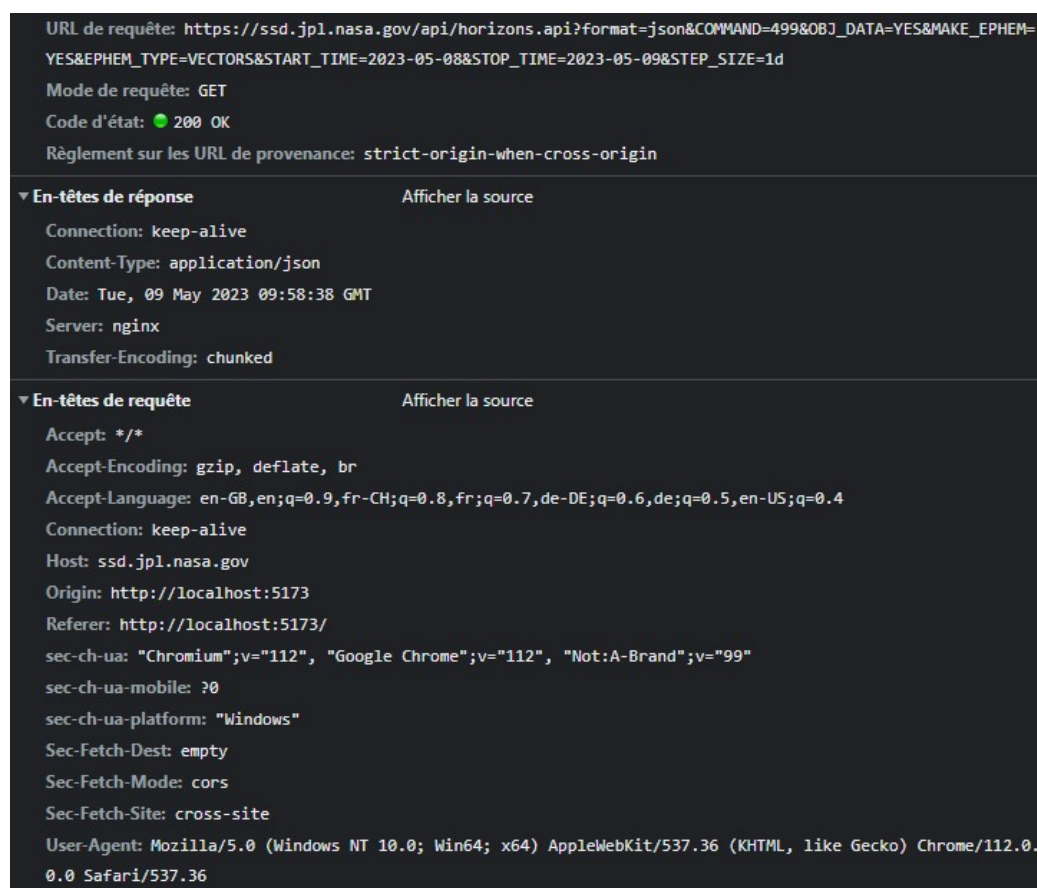 URL de requête: https://ssd.jpl.nasa.gov/api/horizons.api?format=json&COMMAND=499&OBJ_DATA=YES&MAKE_EPHEM=
YES&EPHEM_TYPE=VECTORS&START_TIME=2023-05-08&STOP_TIME=2023-05-09&STEP_SIZE=1d
Mode de requête: GET
Code d'état: 200 OK
Règlement sur les URL de provenance: strict-origin-when-cross-origin
En-têtes de réponse Afficher la source
Connection: keep-alive
Content-Type: application/json
Date: Tue, 09 May 2023 09:58:38 GMT
Server: nginx
Transfer-Encoding: chunked
En-têtes de requête Afficher la source
Accept: */*
Accept-Encoding: gzip, deflate, br
Accept-Language: en-GB,en;q=0.9,fr-CH;q=0.8,fr;q=0.7,de-DE;q=0.6,de;q=0.5,en-US;q=0.4
Connection: keep-alive
Host: ssd.jpl.nasa.gov
Origin: http://localhost:5173
Referer: http://localhost:5173/
sec-ch-ua: "Chromium";v="112", "Google Chrome";v="112", "Not:A-Brand";v="99"
sec-ch-ua-mobile: ?0
sec-ch-ua-platform: "Windows"
Sec-Fetch-Dest: empty
Sec-Fetch-Mode: cors
Sec-Fetch-Site: cross-site
User-Agent: Mozilla/5.0 (Windows NT 10.0; Win64; x64) AppleWebKit/537.36 (KHTML, like Gecko) Chrome/112.0.
0.0 Safari/537.36